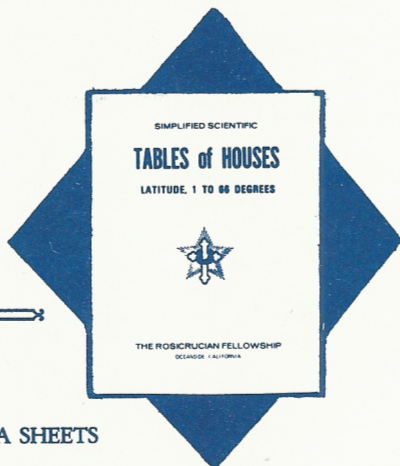 SIMPLIFIED SCIENTIFIC
TABLES of HOUSES
LATITUDE, 1 TO 66 DEGREES
THE ROSICRUCIAN FELLOWSHIP
OCEANSIDE CALIFORNIA
A SHEETS